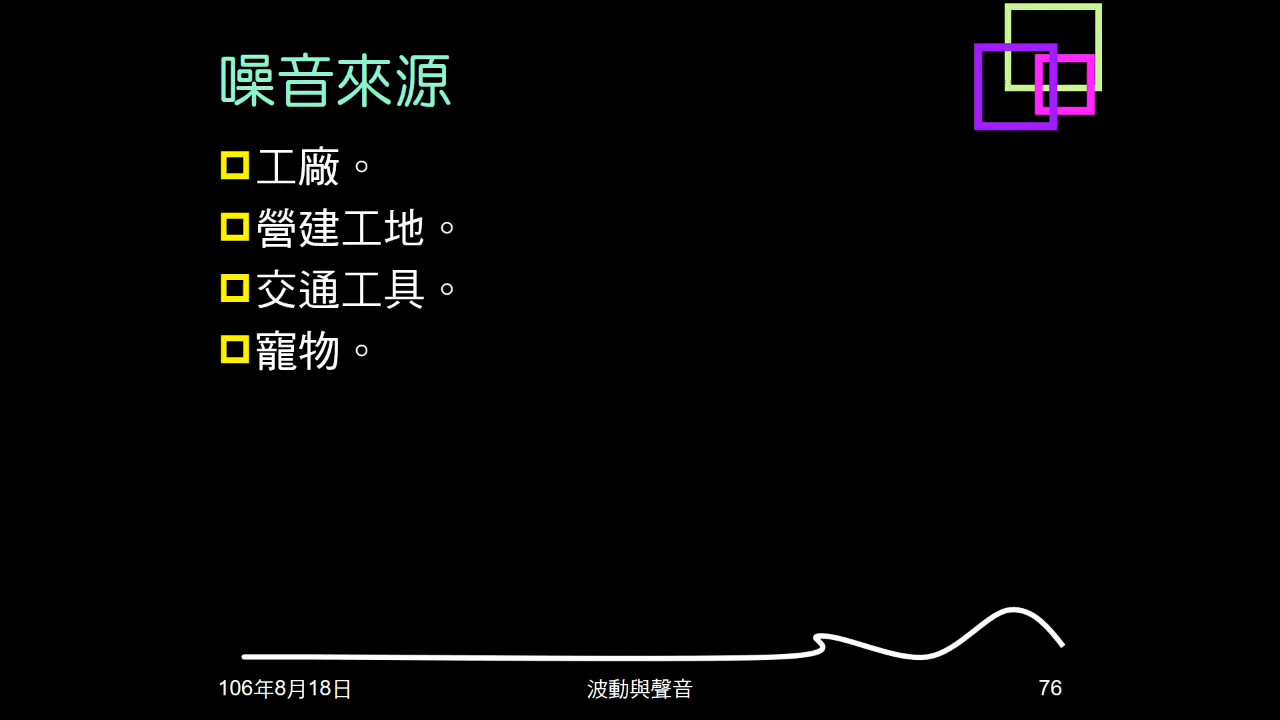 噪音來源
工廠。
營建工地。
交通工具。
寵物。
106年8月18日
波動與聲音
76